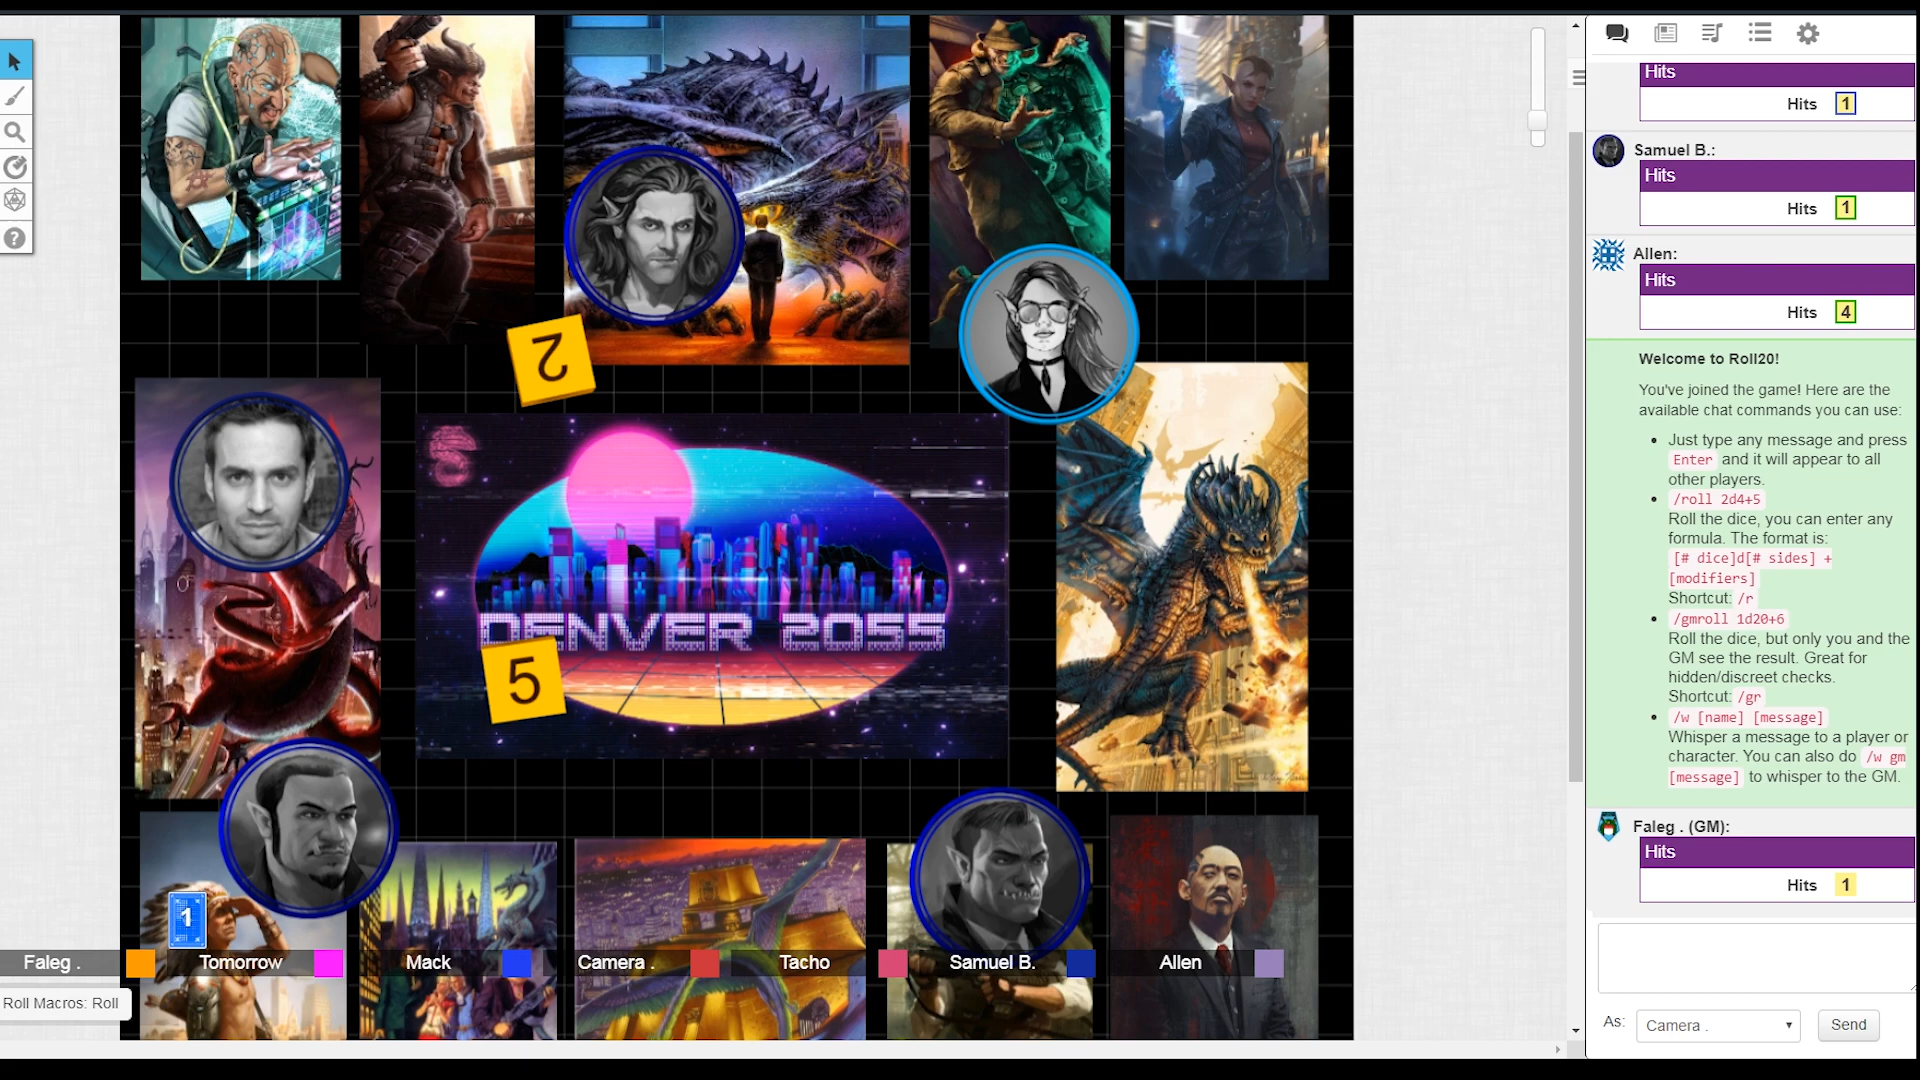 2
DENVER 2055
5
1
Faleg .
Tomorrow
Mack
Camera .
Tacho
Samuel B.
Allen
Roll Macros: Roll
Hits
Hits 1
Samuel B.:
Hits
Hits 1
Allen:
Hits
Hits 4
Welcome to Roll20!
You've joined the game! Here are the
available chat commands you can use:
Just type any message and press
Enter and it will appear to all
other players.
/roll 2d4+5
Roll the dice, you can enter any
formula. The format is:
[# dice]d[# sides] +
[modifiers]
Shortcut: /r
/gmroll 1d20+6
Roll the dice, but only you and the
GM see the result. Great for
hidden/discreet checks.
Shortcut: /gr
/w [name] [message]
Whisper a message to a player or
character. You can also do /w gm
[message] to whisper to the GM.
Faleg . (GM):
Hits
Hits 1
As: Camera . Send